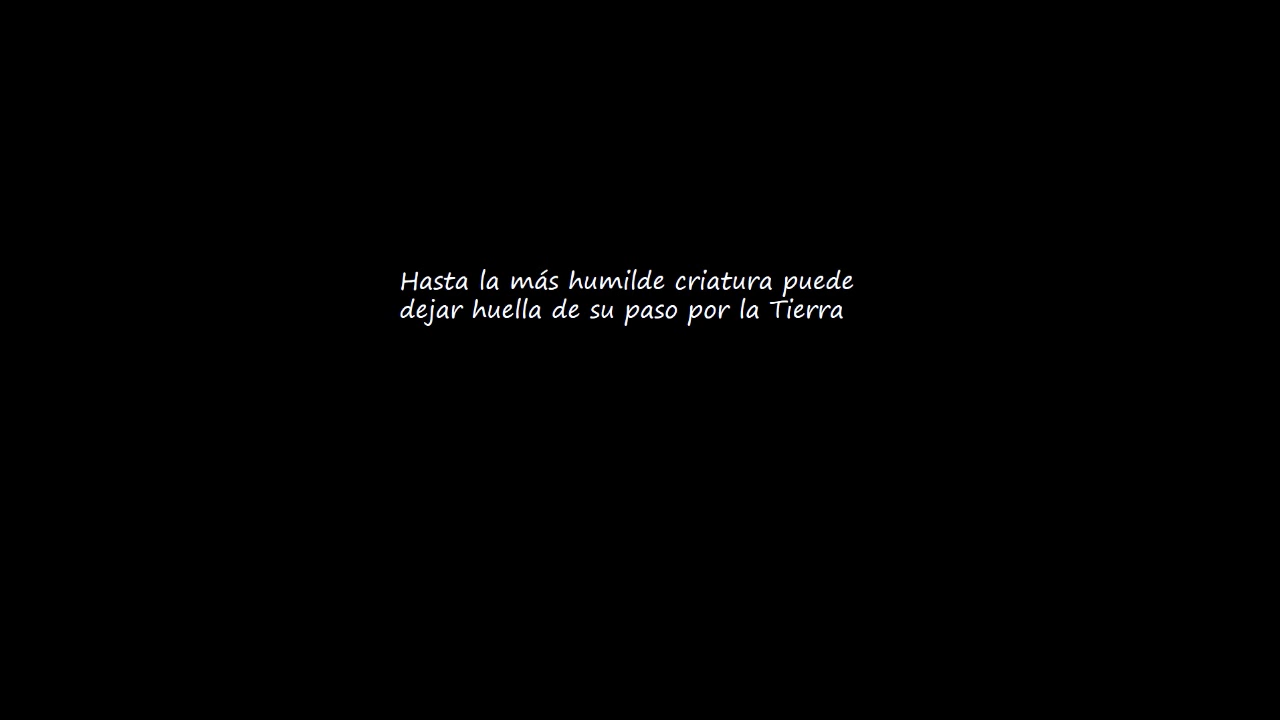 Hasta la más humilde criatura puede
dejar huella de su paso por la Tierra